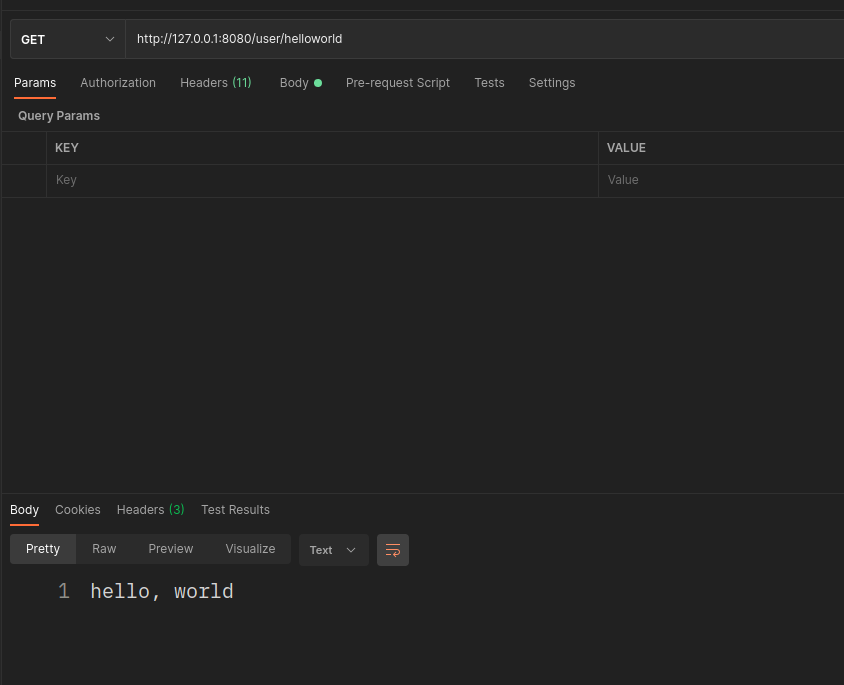 GET http://127.0.0.1:8080/user/helloworld
Params Authorization Headers (11) Body Pre-request Script Tests Settings
Query Params
KEY VALUE
Key Value
Body Cookies Headers (3) Test Results
Pretty Raw Preview Visualize Text
1 hello, world